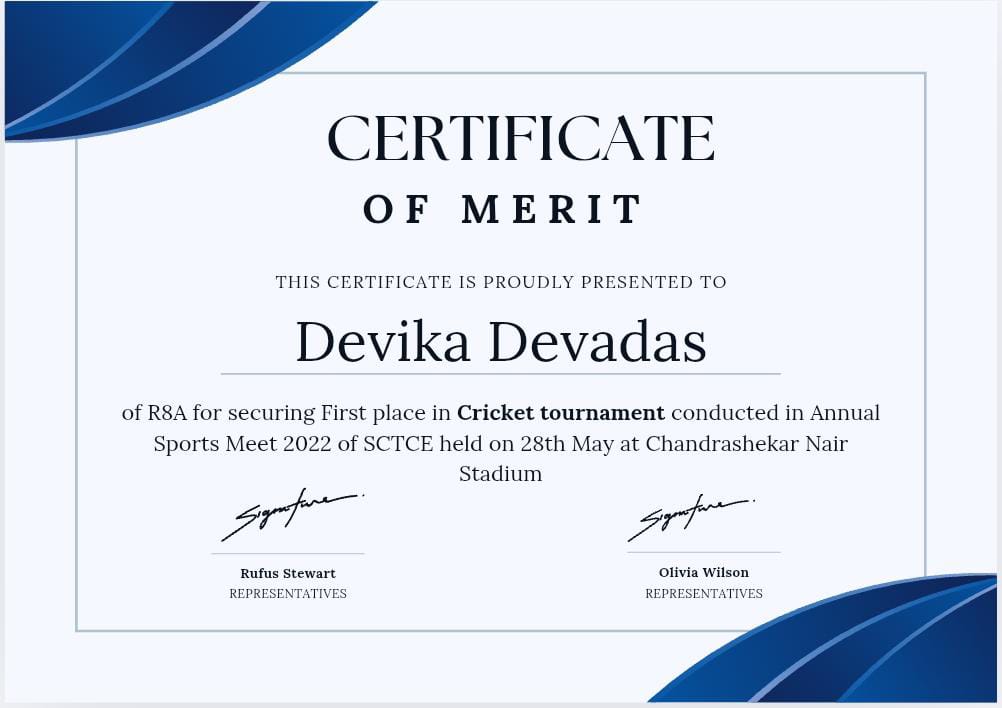 CERTIFICATE
OF MERIT
THIS CERTIFICATE IS PROUDLY PRESENTED TO
Devika Devadas
of R8A for securing First place in Cricket tournament conducted in Annual
Sports Meet 2022 of SCTCE held on 28th May at Chandrashekar Nair
Stadium
Signature
Signature
Rufus Stewart
Olivia Wilson
REPRESENTATIVES
REPRESENTATIVES